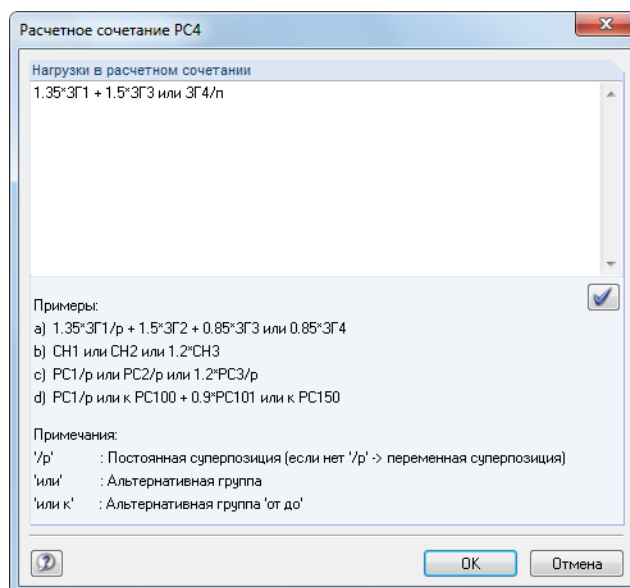 Расчетное сочетание РС4
Нагрузки в расчетном сочетании
1.35*ЗГ1 + 1.5*ЗГ3 или ЗГ4/п
Примеры:
a) 1.35*ЗГ1/р + 1.5*ЗГ2 + 0.85*ЗГ3 или 0.85*ЗГ4
b) СН1 или СН2 или 1.2*СН3
c) РС1/р или РС2/р или 1.2*РС3/р
d) РС1/р или к РС100 + 0.9*РС101 или к РС150
Примечания:
'/р' : Постоянная суперпозиция (если нет '/р' -> переменная суперпозиция)
'или' : Альтернативная группа
'или к' : Альтернативная группа 'от до'
OK Отмена